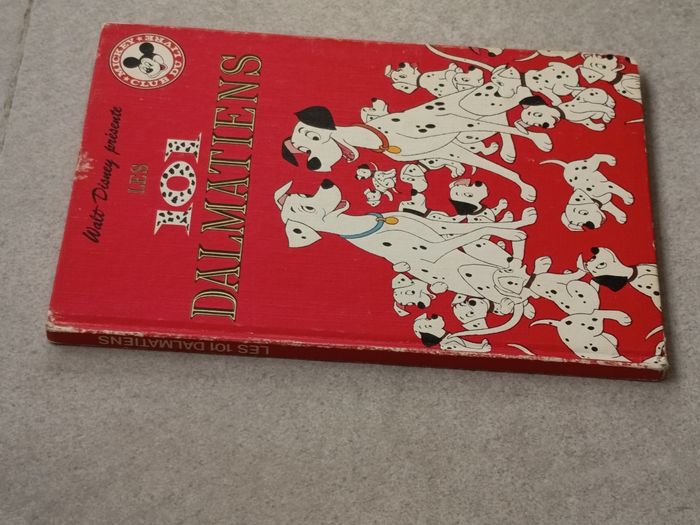 MICKEY
CLUB DU LIVRE
Walt Disney présente
LES
101
DALMATIENS
LES 101 DALMATIENS